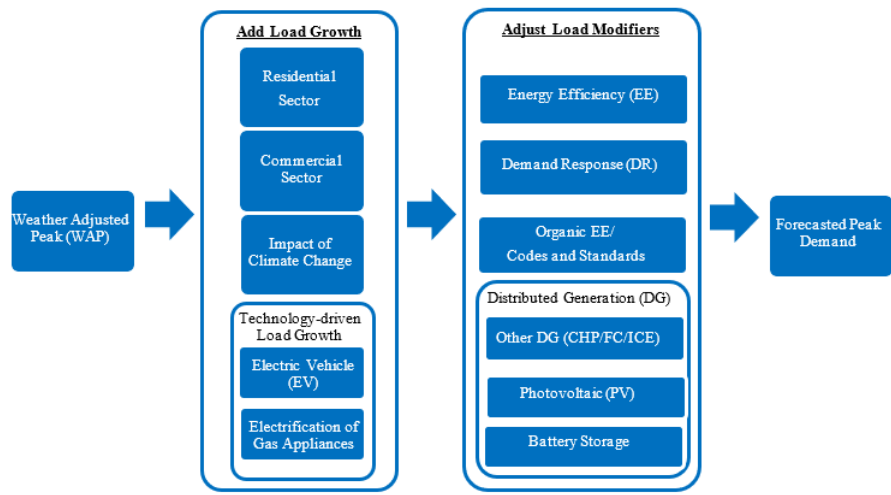 Weather Adjusted
Peak (WAP)
Add Load Growth
Residential
Sector
Commercial
Sector
Impact of
Climate Change
Technology-driven
Load Growth
Electric Vehicle
(EV)
Electrification of
Gas Appliances
Adjust Load Modifiers
Energy Efficiency (EE)
Demand Response (DR)
Organic EE/
Codes and Standards
Distributed Generation (DG)
Other DG (CHP/FC/ICE)
Photovoltaic (PV)
Battery Storage
Forecasted Peak
Demand